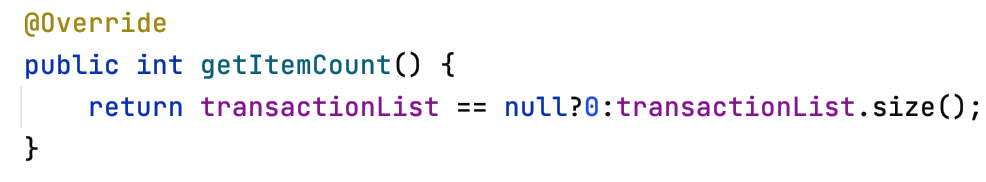 @Override
public int getItemCount() {
    return transactionList == null?0:transactionList.size();
}